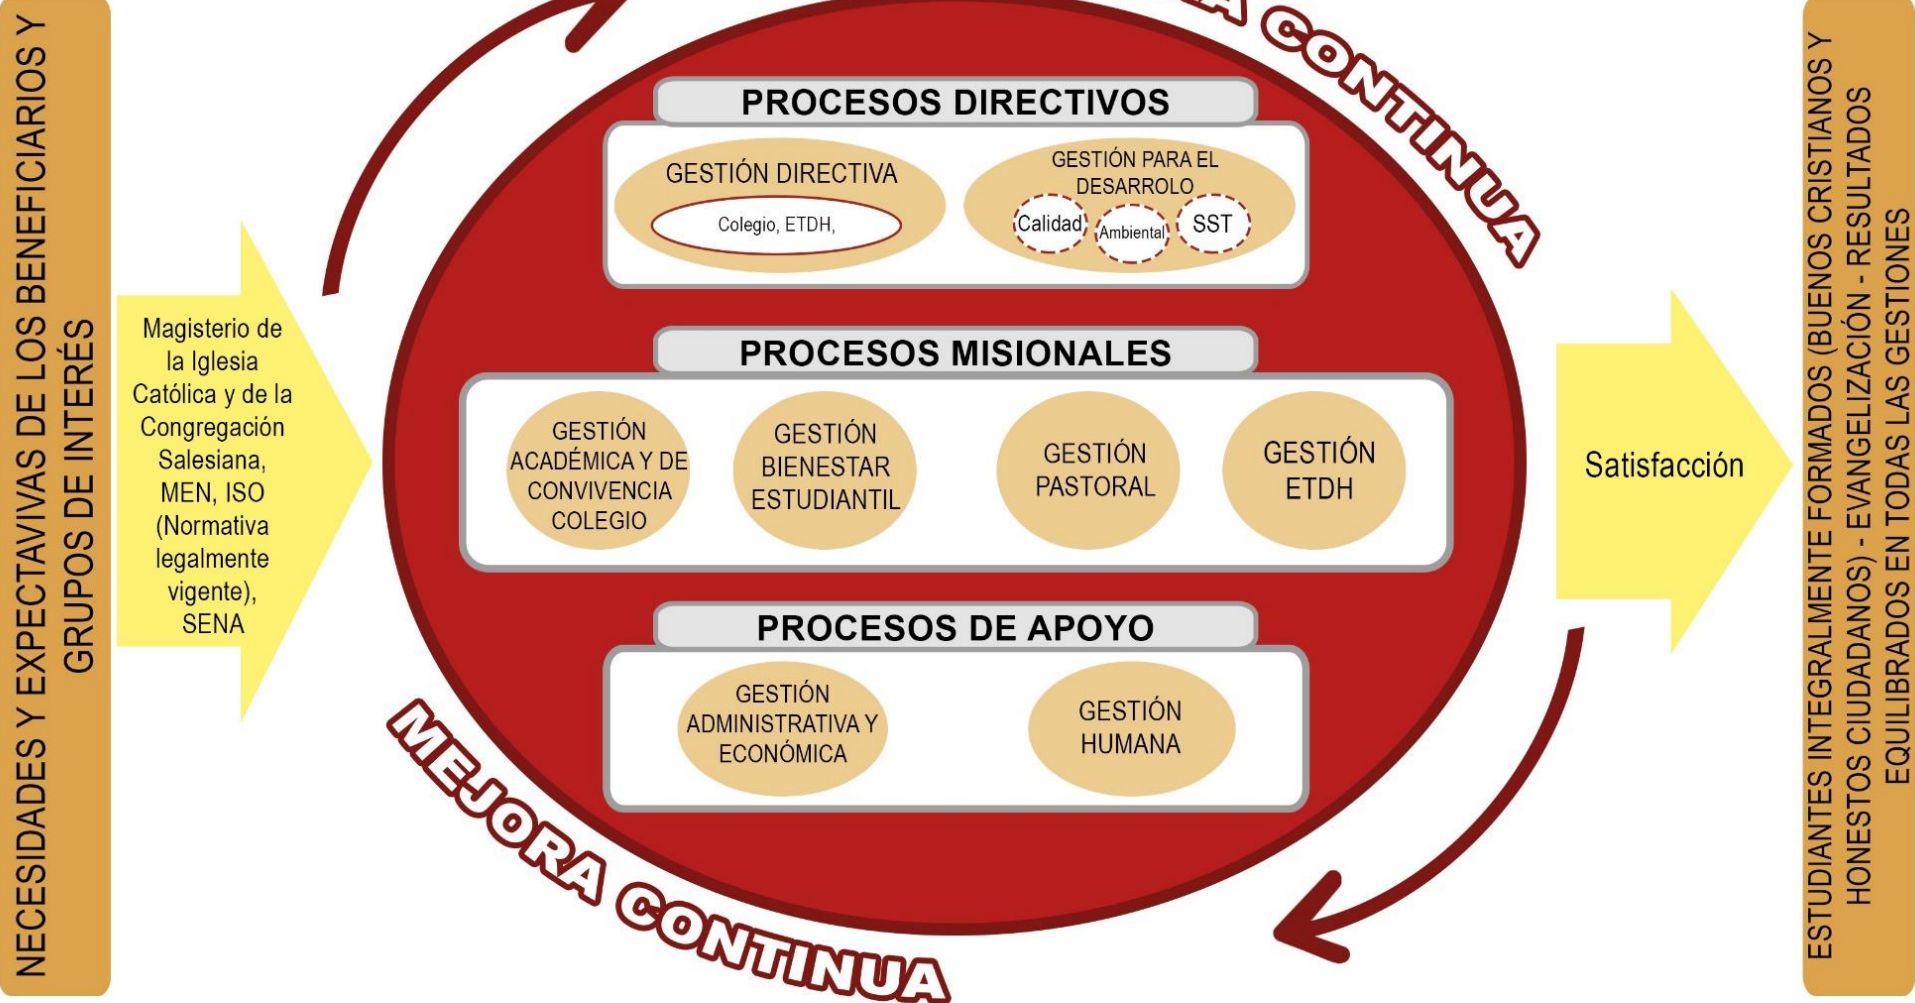 NECESIDADES Y EXPECTAVIVAS DE LOS BENEFICIARIOS Y
GRUPOS DE INTERÉS
Magisterio de
la Iglesia
Católica y de la
Congregación
Salesiana,
MEN, ISO
(Normativa
legalmente
vigente),
SENA
CONTINUA
PROCESOS DIRECTIVOS
GESTIÓN DIRECTIVA
Colegio, ETDH,
GESTIÓN PARA EL
DESARROLO
Calidad
Ambiental
SST
PROCESOS MISIONALES
GESTIÓN
ACADÉMICA Y DE
CONVIVENCIA
COLEGIO
GESTIÓN
BIENESTAR
ESTUDIANTIL
GESTIÓN
PASTORAL
GESTIÓN
ETDH
PROCESOS DE APOYO
GESTIÓN
ADMINISTRATIVA Y
ECONÓMICA
GESTIÓN
HUMANA
MEJORA CONTINUA
Satisfacción
ESTUDIANTES INTEGRALMENTE FORMADOS (BUENOS CRISTIANOS Y
HONESTOS CIUDADANOS) - EVANGELIZACIÓN - RESULTADOS
EQUILIBRADOS EN TODAS LAS GESTIONES